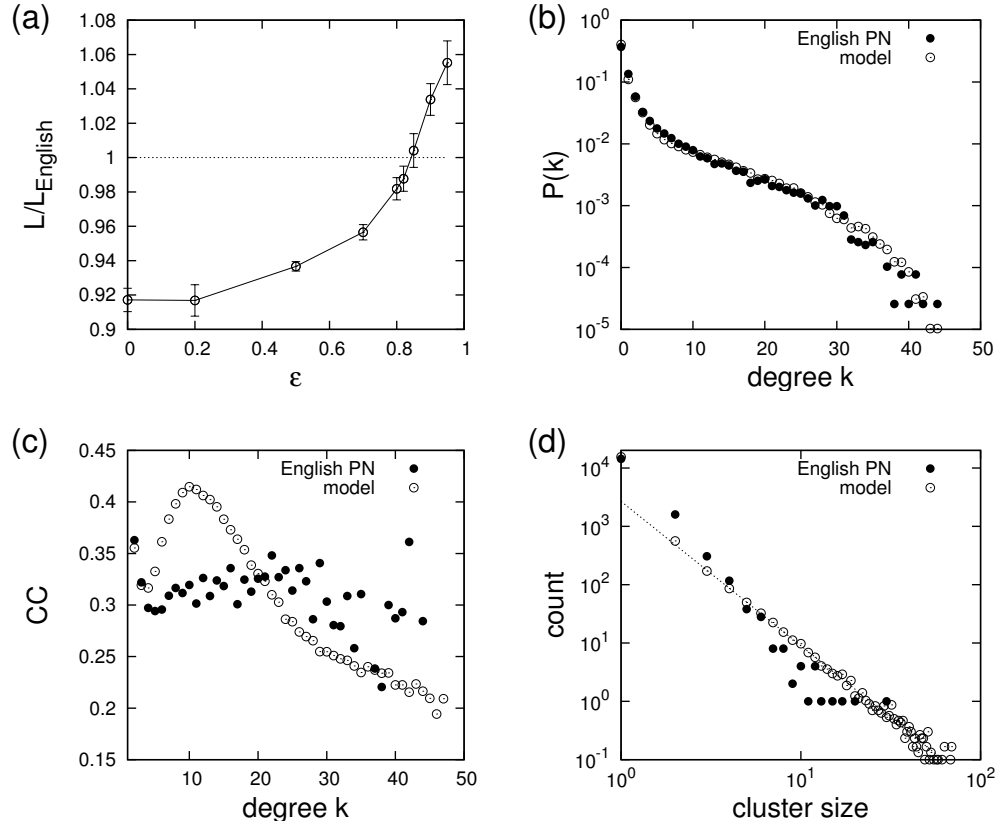 (a)
1.08
1.06
1.04
1.02
1
0.98
0.96
0.94
0.92
0.9
L/L_English
0 0.2 0.4 0.6 0.8 1
ε
(b)
10^0
10^-1
10^-2
10^-3
10^-4
10^-5
P(k)
English PN
model
0 10 20 30 40 50
degree k
(c)
0.45
0.4
0.35
0.3
0.25
0.2
0.15
CC
English PN
model
10 20 30 40 50
degree k
(d)
10^4
10^3
10^2
10^1
10^0
10^-1
count
English PN
model
10^0 10^1 10^2
cluster size